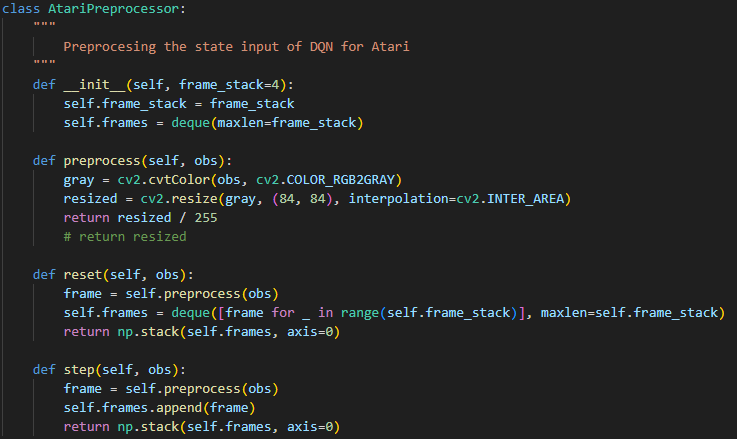 class AtariPreprocessor:
    """
        Preprocesing the state input of DQN for Atari
    """
    def __init__(self, frame_stack=4):
        self.frame_stack = frame_stack
        self.frames = deque(maxlen=frame_stack)

    def preprocess(self, obs):
        gray = cv2.cvtColor(obs, cv2.COLOR_RGB2GRAY)
        resized = cv2.resize(gray, (84, 84), interpolation=cv2.INTER_AREA)
        return resized / 255
        # return resized

    def reset(self, obs):
        frame = self.preprocess(obs)
        self.frames = deque([frame for _ in range(self.frame_stack)], maxlen=self.frame_stack)
        return np.stack(self.frames, axis=0)

    def step(self, obs):
        frame = self.preprocess(obs)
        self.frames.append(frame)
        return np.stack(self.frames, axis=0)